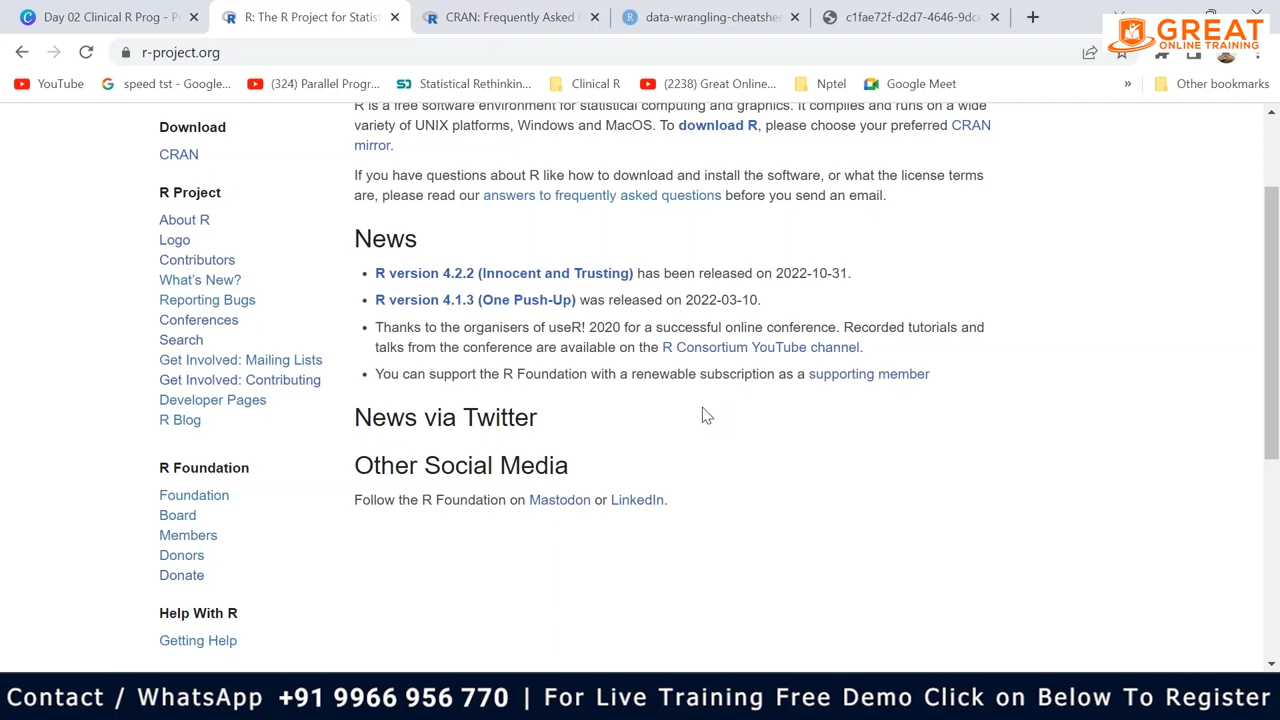 Day 02 Clinical R Prog - P
R: The R Project for Statist
CRAN: Frequently Asked
data-wrangling-cheatshee
c1fae72f-d2d7-4646-9dce
GREAT
ONLINE TRAINING
r-project.org
YouTube
speed tst - Google...
(324) Parallel Progr...
Statistical Rethinkin...
Clinical R
(2238) Great Online...
Nptel
Google Meet
»
Other bookmarks
R is a free software environment for statistical computing and graphics. It compiles and runs on a wide
variety of UNIX platforms, Windows and MacOS. To download R, please choose your preferred CRAN
mirror.
If you have questions about R like how to download and install the software, or what the license terms
are, please read our answers to frequently asked questions before you send an email.
News
• R version 4.2.2 (Innocent and Trusting) has been released on 2022-10-31.
• R version 4.1.3 (One Push-Up) was released on 2022-03-10.
• Thanks to the organisers of useR! 2020 for a successful online conference. Recorded tutorials and
talks from the conference are available on the R Consortium YouTube channel.
• You can support the R Foundation with a renewable subscription as a supporting member
News via Twitter
Other Social Media
Follow the R Foundation on Mastodon or LinkedIn.
Download
CRAN
R Project
About R
Logo
Contributors
What's New?
Reporting Bugs
Conferences
Search
Get Involved: Mailing Lists
Get Involved: Contributing
Developer Pages
R Blog
R Foundation
Foundation
Board
Members
Donors
Donate
Help With R
Getting Help
Contact / WhatsApp +91 9966 956 770 | For Live Training Free Demo Click on Below To Register